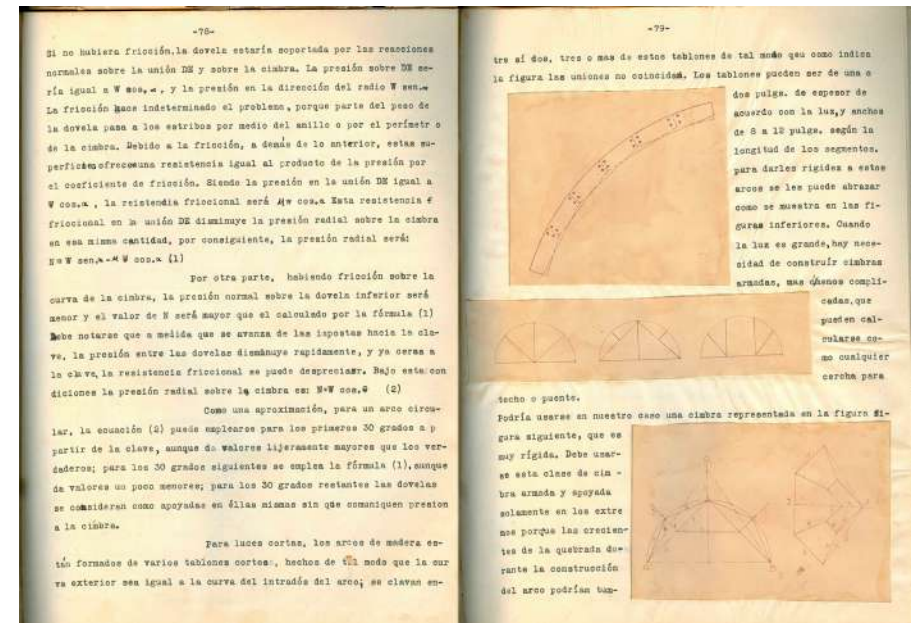 -78-
Si no hubiera fricción,la dovela estaría soportada por las reacciones
normales sobre la unión DE y sobre la cimbra. La presión sobre DE se-
ría igual a W cos.α , y la presión en la dirección del radio W sen.α
La fricción hace indeterminado el problema, porque parte del peso de
la dovela pasa a los estribos por medio del anillo o por el perímetr o
de la cimbra. Debido a la fricción, a demás de lo anterior, estas su-
perficies ofrecen una resistencia igual al producto de la presión por
el coeficiente de fricción. Siendo la presión en la unión DE igual a
W cos.α , la reistendia friccional será μw cos.α Esta resistencia f
friccional en la unión DE disminuye la presión radial sobre la cimbra
en esa misma cantidad, por consiguiente, la presión radial será:
N=W sen.α-μ W cos.α (1)
Por otra parte, habiendo fricción sobre la
curva de la cimbra, la presión normal sobre la dovela inferior será
menor y el valor de N será mayor que el calculado por la fórmula (1)
Debe notarse que a medida que se avanza de las impostas hacia la cla-
ve, la presión entre las dovelas disminuye rapidamente, y ya cerca a
la clave, la resistencia friccional se puede despreciar. Bajo esta con
diciones la presión radial sobre la cimbra es: N=W cos.θ (2)
Como una aproximación, para un arco circu-
lar, la ecuación (2) puede emplearse para los primeros 30 grados a p
partir de la clave, aunque da valores lijeramente mayores que los ver-
daderos; para los 30 grados siguientes se emplea la fórmula (1),aunque
da valores un poco menores; para los 30 grados restantes las dovelas
se consideran como apoyadas en éllas mismas sin que comuniquen presion
a la cimbra.
Para luces cortas, los arcos de madera es-
tán formados de varios tablones cortos, hechos de tal modo que la cur
va exterior sea igual a la curva del intradós del arco; se clavan en-
-79-
tre sí dos, tres o mas de estos tablones de tal modo qeu como indica
la figura las uniones no coincidan. Los tablones pueden ser de una o
dos pulgs. de espesor de
acuerdo con la luz,y anchos
de 8 a 12 pulgs. según la
longitud de los segmentos.
para darles rigidez a estos
arcos se les puede abrazar
como se muestra en las fi-
guras inferiores. Cuando
la luz es grande,hay nece-
sidad de construír cimbras
armadas, mas o menos compli-
cadas,que
pueden cal-
cularse co-
mo cualquier
cercha para
techo o puente.
Podría usarse en nuestro caso una cimbra representada en la figura si-
gura siguiente, que es
muy rígida. Debe usar-
se esta clase de cim -
bra armada y apoyada
solamente en los extre
mos porque las crecien-
tes de la quebrada du-
rante la construcción
del arco podrían tum-